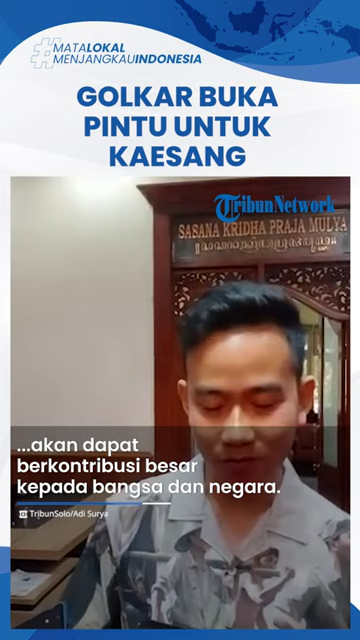 #MATALOKAL
MENJANGKAUINDONESIA
GOLKAR BUKA
PINTU UNTUK
KAESANG
TribunNetwork
SASANA KRIDHA PRAJA MULYA
...akan dapat
berkontribusi besar
kepada bangsa dan negara.
TribunSolo/Adi Surya